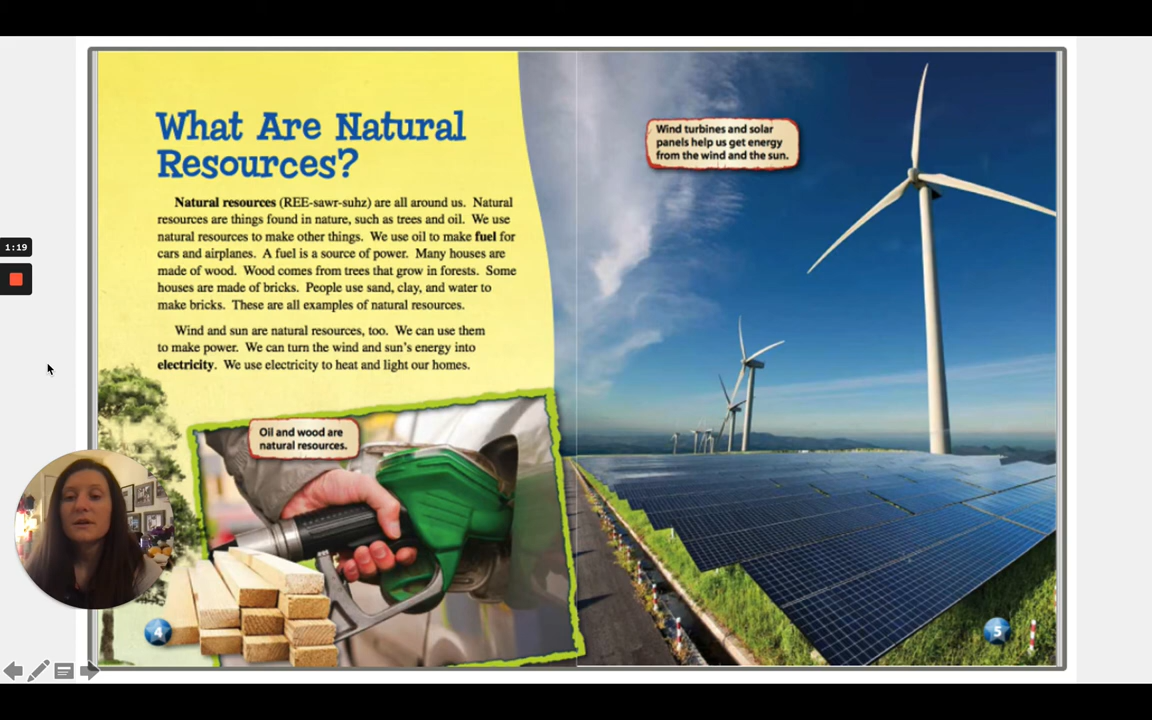 What Are Natural
Resources?
Natural resources (REE-sawr-suhz) are all around us. Natural
resources are things found in nature, such as trees and oil. We use
natural resources to make other things. We use oil to make fuel for
cars and airplanes. A fuel is a source of power. Many houses are
made of wood. Wood comes from trees that grow in forests. Some
houses are made of bricks. People use sand, clay, and water to
make bricks. These are all examples of natural resources.
Wind and sun are natural resources, too. We can use them
to make power. We can turn the wind and sun's energy into
electricity. We use electricity to heat and light our homes.
Oil and wood are
natural resources.
4
Wind turbines and solar
panels help us get energy
from the wind and the sun.
5
1:19